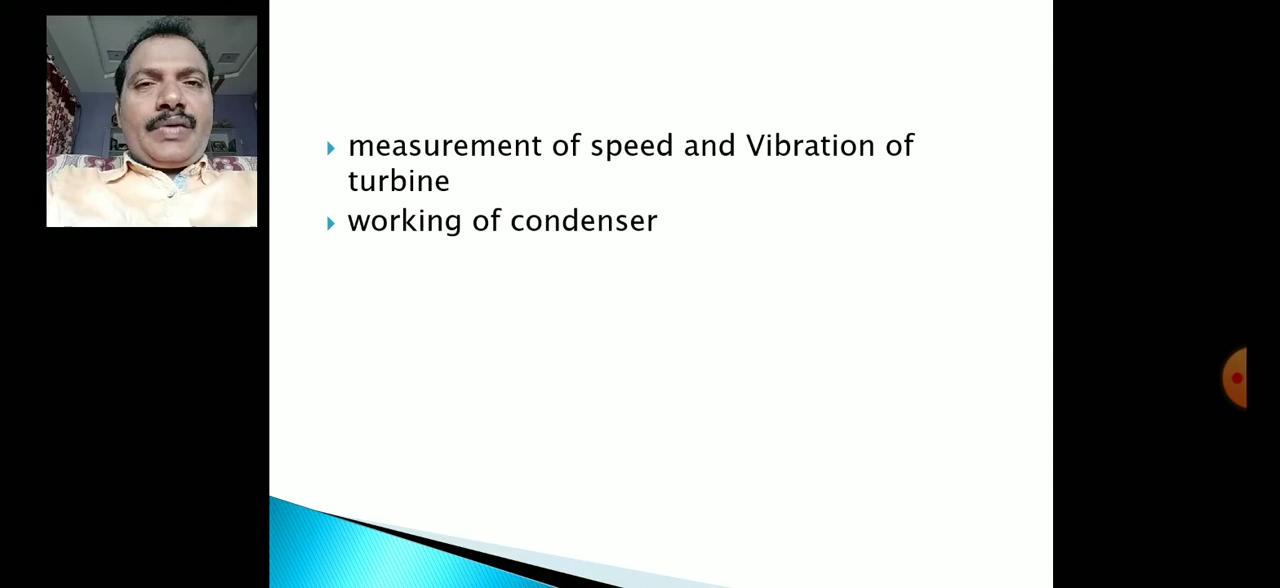 measurement of speed and Vibration of
turbine
working of condenser